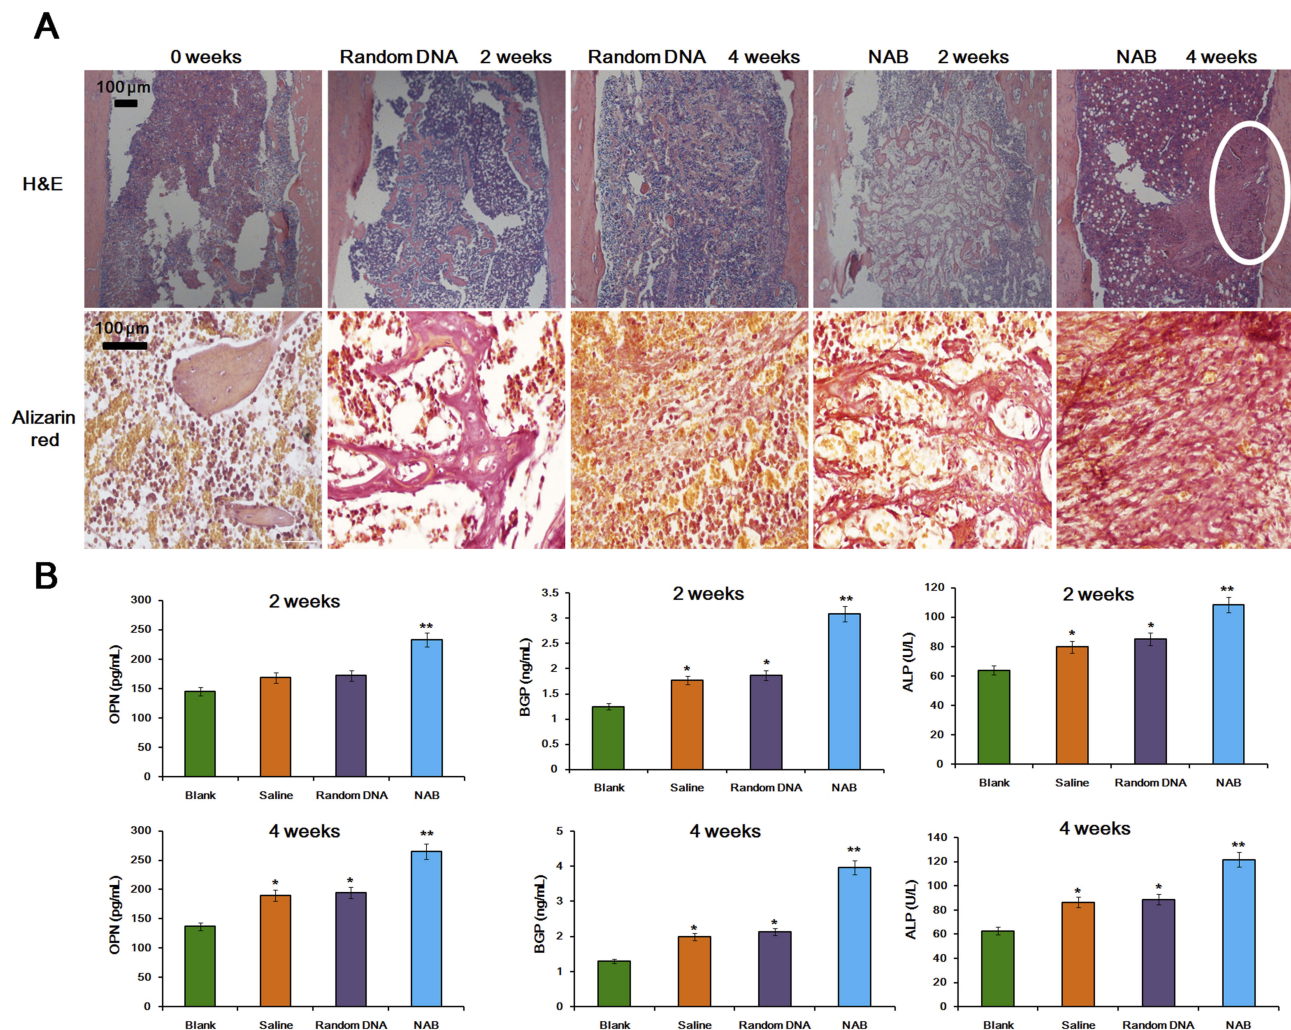 A
0 weeks
Random DNA 2 weeks
Random DNA 4 weeks
NAB 2 weeks
NAB 4 weeks
100 µm
H&E
100 µm
Alizarin
red
B
2 weeks
OPN (pg/mL)
300
250
200
150
100
50
0
**
Blank Saline Random DNA NAB
2 weeks
BGP (ng/mL)
3.5
3
2.5
2
1.5
1
0.5
0
* * **
Blank Saline Random DNA NAB
2 weeks
ALP (U/L)
120
100
80
60
40
20
0
* * **
Blank Saline Random DNA NAB
4 weeks
OPN (pg/mL)
300
250
200
150
100
50
0
* * **
Blank Saline Random DNA NAB
4 weeks
BGP (ng/mL)
5
4
3
2
1
0
* * **
Blank Saline Random DNA NAB
4 weeks
ALP (U/L)
140
120
100
80
60
40
20
0
* * **
Blank Saline Random DNA NAB